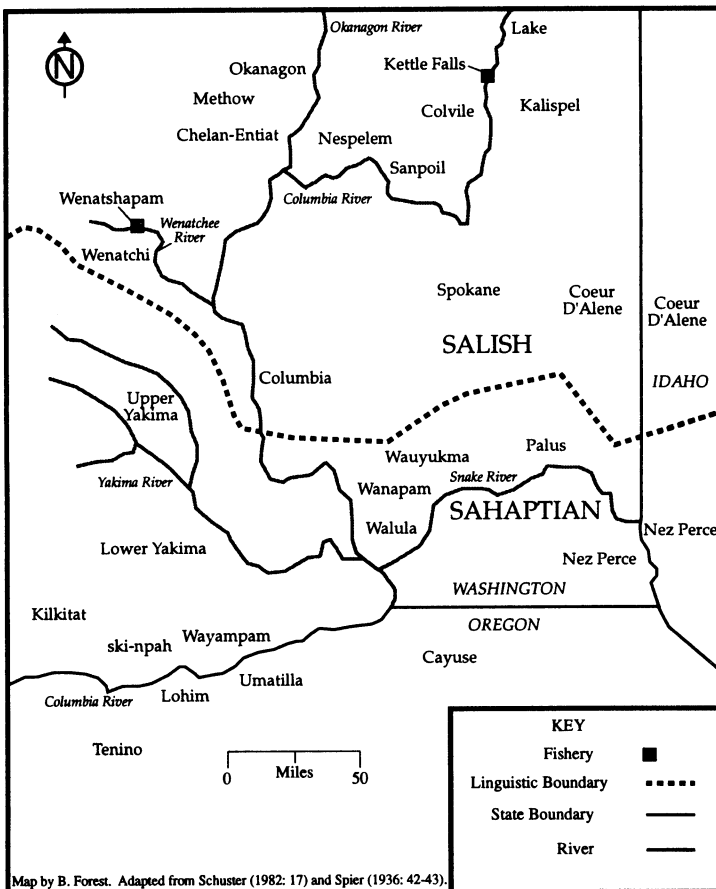 N
Okanagon River
Lake
Kettle Falls
Okanagon
Methow
Colvile
Kalispel
Chelan-Entiat
Nespelem
Sanpoil
Columbia River
Wenatshapam
Wenatchee
River
Wenatchi
Spokane
Coeur
D'Alene
Coeur
D'Alene
SALISH
IDAHO
Columbia
Upper
Yakima
Palus
Wauyukma
Yakima River
Snake River
Wanapam
SAHAPTIAN
Walula
Nez Perce
Lower Yakima
Nez Perce
WASHINGTON
OREGON
Kilkitat
ski-npah
Wayampam
Cayuse
Umatilla
Columbia River
Lohim
Tenino
0
Miles
50
KEY
Fishery
Linguistic Boundary
State Boundary
River
Map by B. Forest. Adapted from Schuster (1982: 17) and Spier (1936: 42-43).